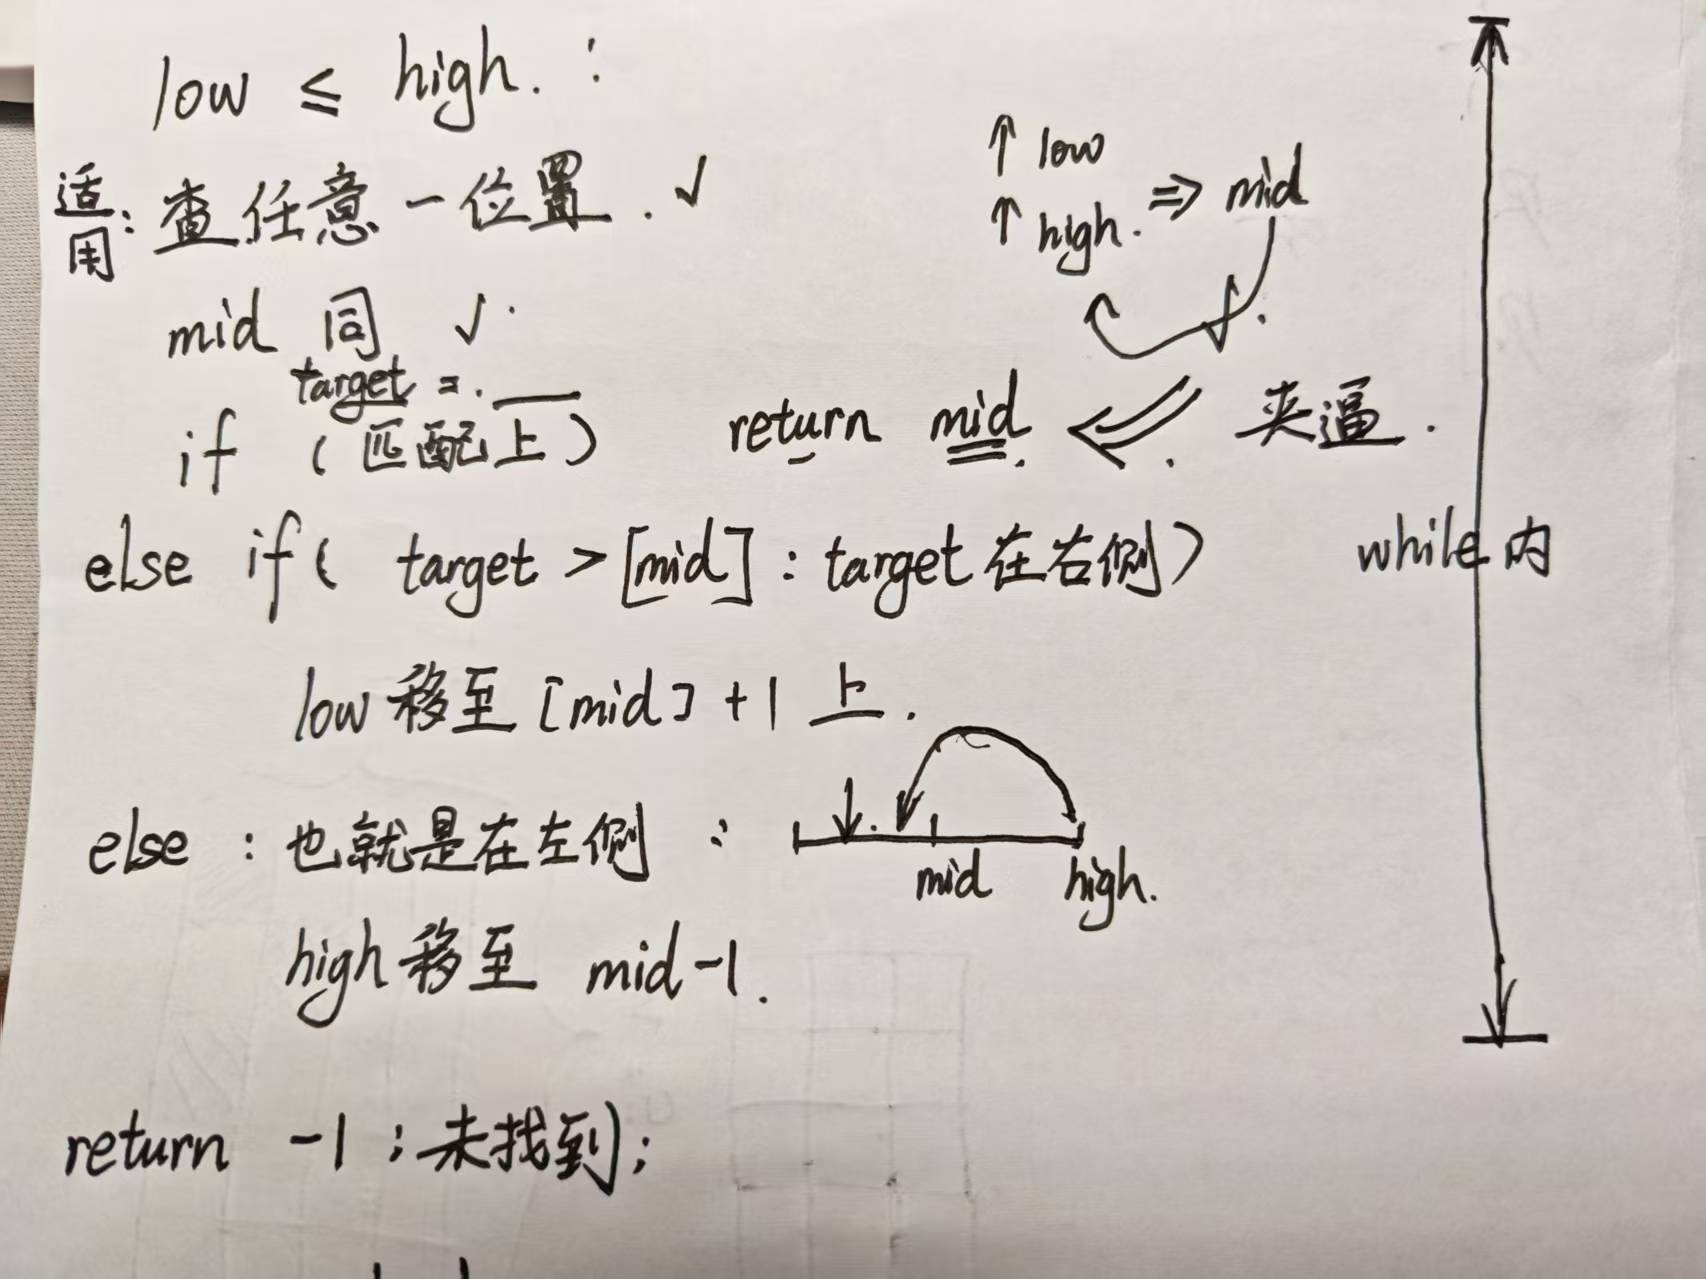 low ≤ high. :
适用: 查任意一位置. √
↑ low
↑ high. ⇒ mid
mid 同 √.
target =. __
if (匹配上) return mid. ⇐. 夹逼.
else if( target > [mid] : target 在右侧) while 内
low 移至 [mid] + 1 上.
else : 也就是在左侧 :
mid high.
high 移至 mid-1.
return -1 ; 未找到;